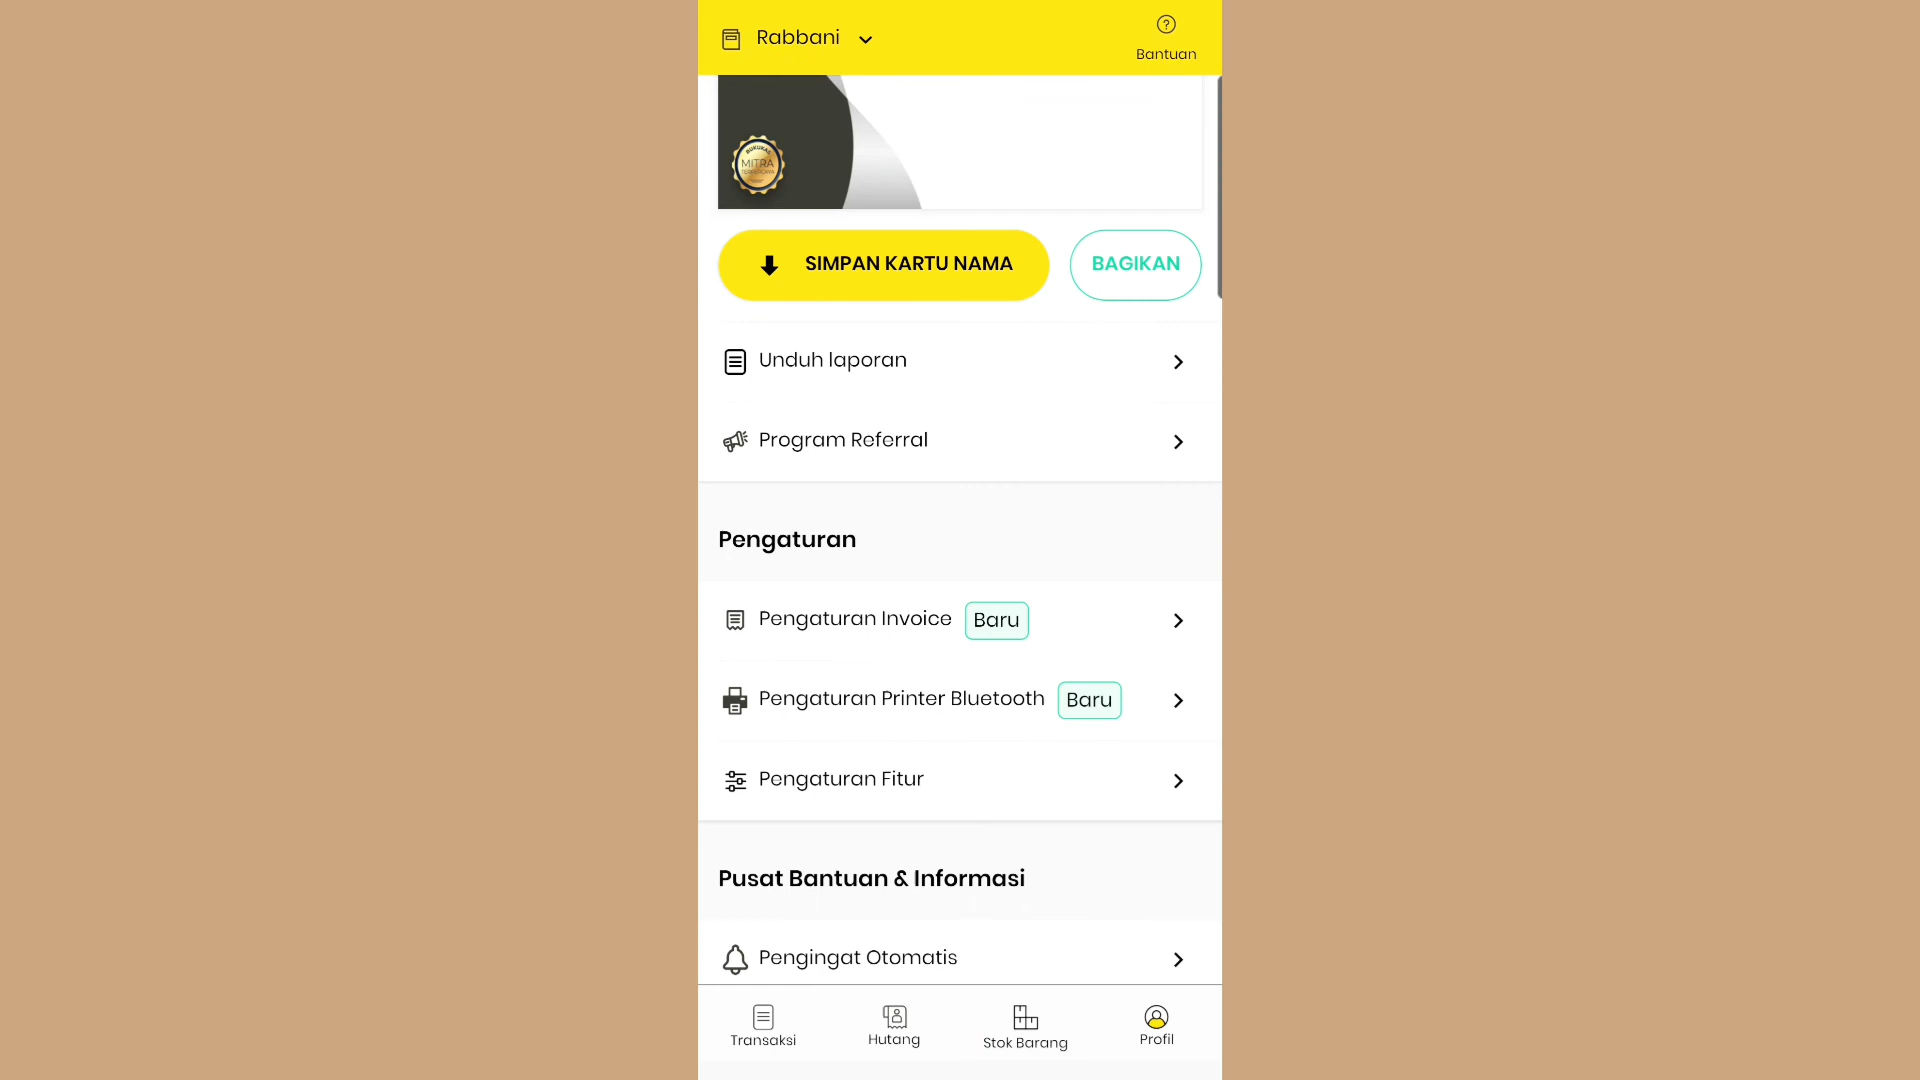 Rabbani
Bantuan
BUKUKAS
MITRA
SIMPAN KARTU NAMA
BAGIKAN
Unduh laporan
Program Referral
Pengaturan
Pengaturan Invoice Baru
Pengaturan Printer Bluetooth Baru
Pengaturan Fitur
Pusat Bantuan & Informasi
Pengingat Otomatis
Transaksi
Hutang
Stok Barang
Profil